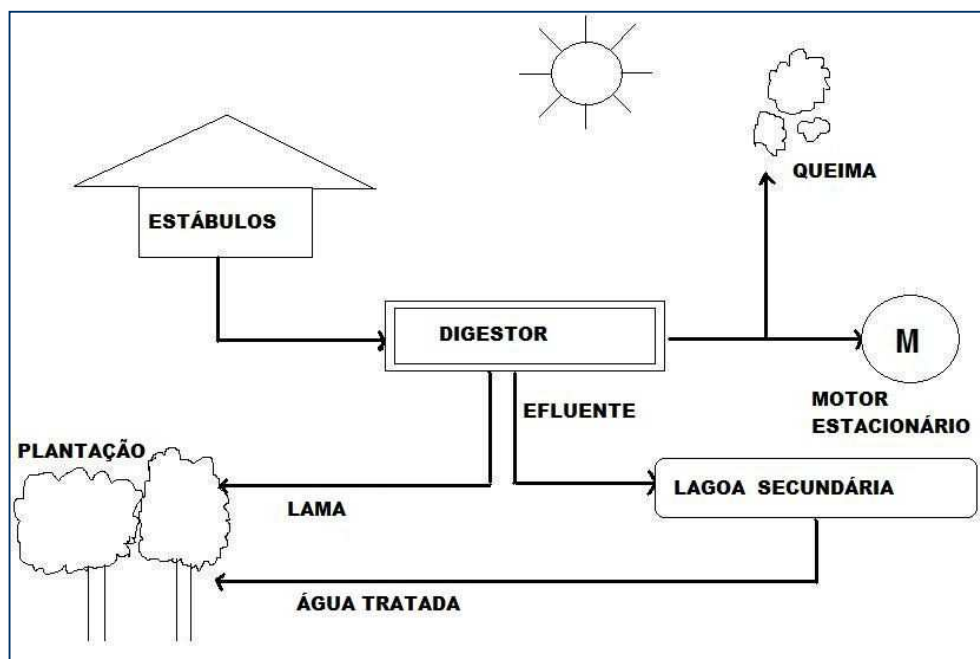 QUEIMA
ESTÁBULOS
DIGESTOR
M
MOTOR
ESTACIONÁRIO
EFLUENTE
PLANTAÇÃO
LAGOA SECUNDÁRIA
LAMA
ÁGUA TRATADA